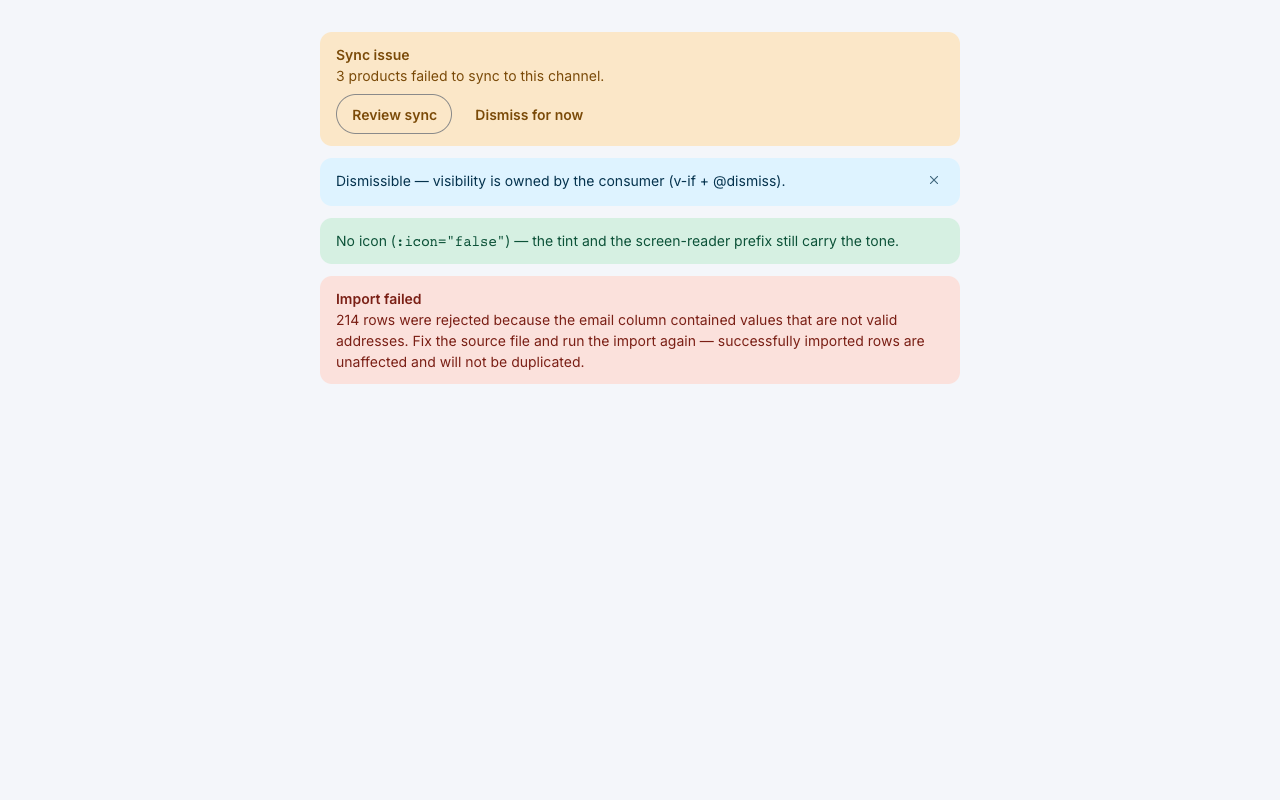 Sync issue
3 products failed to sync to this channel.
Review sync
Dismiss for now
Dismissible — visibility is owned by the consumer (v-if + @dismiss).
No icon (:icon="false") — the tint and the screen-reader prefix still carry the tone.
Import failed
214 rows were rejected because the email column contained values that are not valid
addresses. Fix the source file and run the import again — successfully imported rows are
unaffected and will not be duplicated.